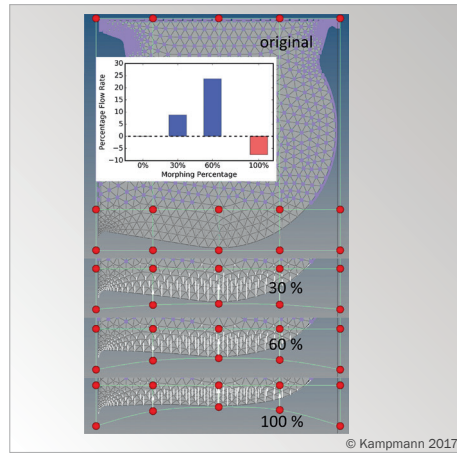 original
Percentage Flow Rate
30
25
20
15
10
5
0
−5
−10
0% 30% 60% 100%
Morphing Percentage
30 %
60 %
100 %
© Kampmann 2017